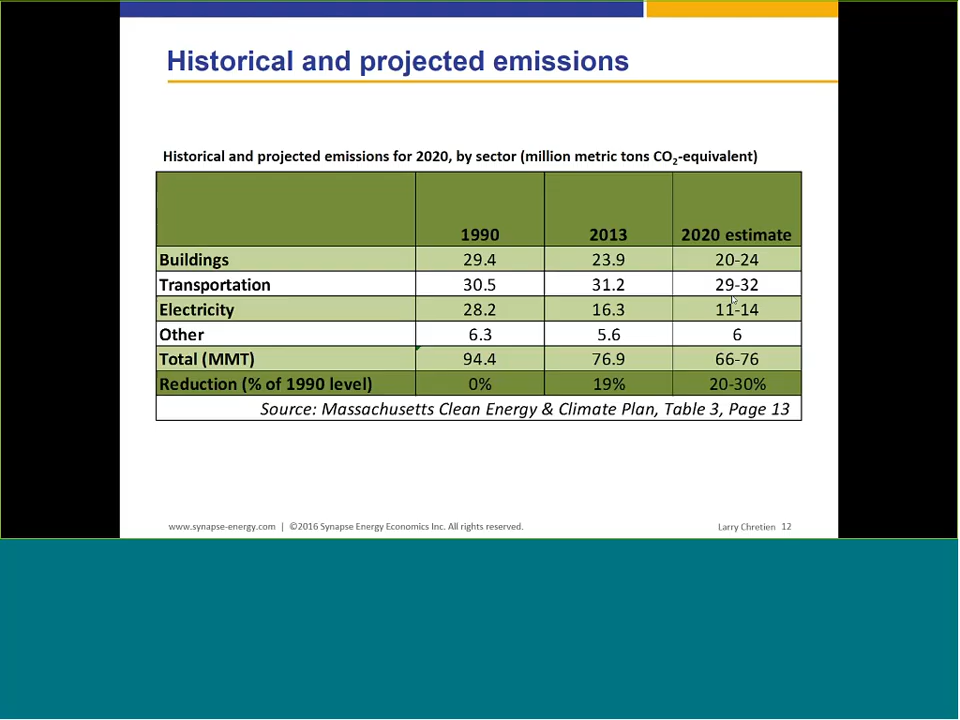 Historical and projected emissions
Historical and projected emissions for 2020, by sector (million metric tons CO2-equivalent)
1990 2013 2020 estimate
Buildings 29.4 23.9 20-24
Transportation 30.5 31.2 29-32
Electricity 28.2 16.3 11-14
Other 6.3 5.6 6
Total (MMT) 94.4 76.9 66-76
Reduction (% of 1990 level) 0% 19% 20-30%
Source: Massachusetts Clean Energy & Climate Plan, Table 3, Page 13
www.synapse-energy.com | ©2016 Synapse Energy Economics Inc. All rights reserved. Larry Chretien 12